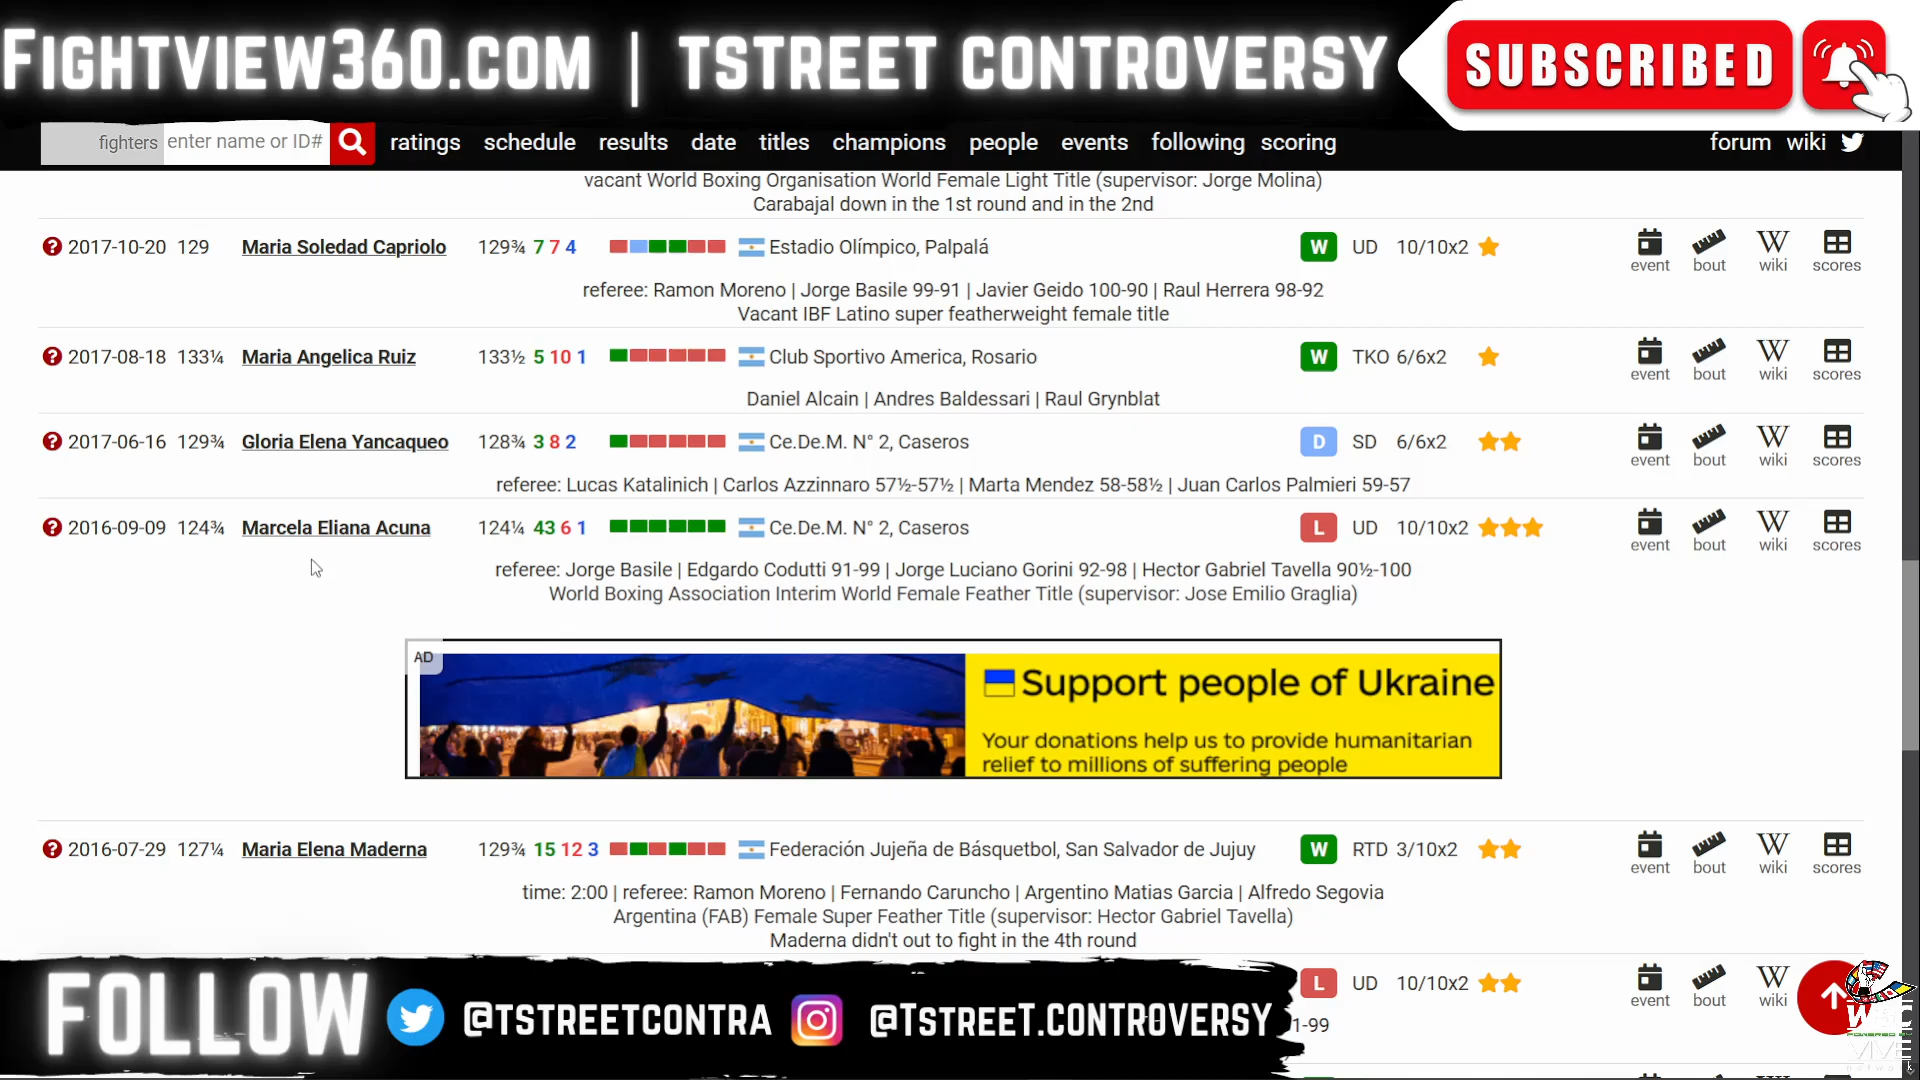 FIGHTVIEW360.COM | TSTREET CONTROVERSY
SUBSCRIBED
fighters enter name or ID# ratings schedule results date titles champions people events following scoring forum wiki
vacant World Boxing Organisation World Female Light Title (supervisor: Jorge Molina)
Carabajal down in the 1st round and in the 2nd
2017-10-20 129 Maria Soledad Capriolo 129¾ 7 7 4 Estadio Olímpico, Palpalá W UD 10/10x2 event bout wiki scores
referee: Ramon Moreno | Jorge Basile 99-91 | Javier Geido 100-90 | Raul Herrera 98-92
Vacant IBF Latino super featherweight female title
2017-08-18 133¼ Maria Angelica Ruiz 133½ 5 10 1 Club Sportivo America, Rosario W TKO 6/6x2 event bout wiki scores
Daniel Alcain | Andres Baldessari | Raul Grynblat
2017-06-16 129¾ Gloria Elena Yancaqueo 128¾ 3 8 2 Ce.De.M. N° 2, Caseros D SD 6/6x2 event bout wiki scores
referee: Lucas Katalinich | Carlos Azzinnaro 57½-57½ | Marta Mendez 58-58½ | Juan Carlos Palmieri 59-57
2016-09-09 124¾ Marcela Eliana Acuna 124¼ 43 6 1 Ce.De.M. N° 2, Caseros L UD 10/10x2 event bout wiki scores
referee: Jorge Basile | Edgardo Codutti 91-99 | Jorge Luciano Gorini 92-98 | Hector Gabriel Tavella 90½-100
World Boxing Association Interim World Female Feather Title (supervisor: Jose Emilio Graglia)
AD
Support people of Ukraine
Your donations help us to provide humanitarian
relief to millions of suffering people
2016-07-29 127¼ Maria Elena Maderna 129¾ 15 12 3 Federación Jujeña de Básquetbol, San Salvador de Jujuy W RTD 3/10x2 event bout wiki scores
time: 2:00 | referee: Ramon Moreno | Fernando Caruncho | Argentino Matias Garcia | Alfredo Segovia
Argentina (FAB) Female Super Feather Title (supervisor: Hector Gabriel Tavella)
Maderna didn't out to fight in the 4th round
L UD 10/10x2 event bout wiki
1-99
FOLLOW @TSTREETCONTRA @TSTREET.CONTROVERSY